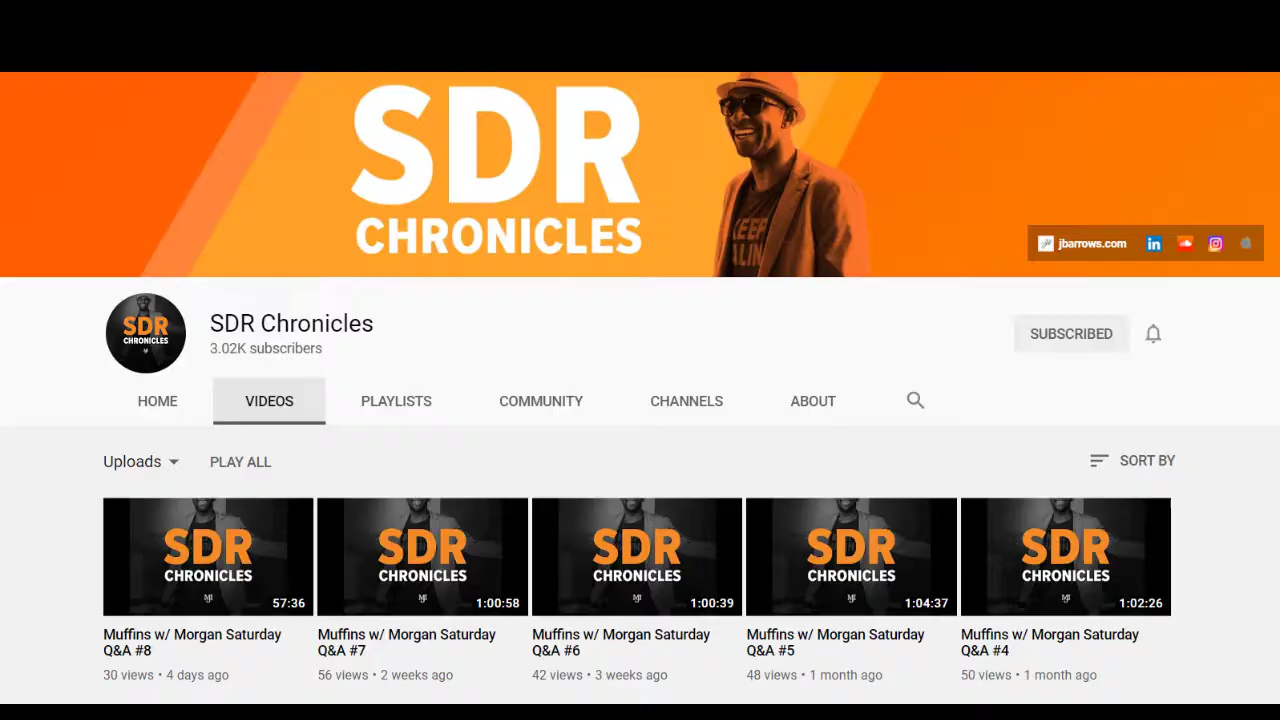 SDR
CHRONICLES
KEEP
jbarrows.com
SDR
CHRONICLES
SDR Chronicles
3.02K subscribers
SUBSCRIBED
HOME VIDEOS PLAYLISTS COMMUNITY CHANNELS ABOUT
Uploads PLAY ALL SORT BY
SDR SDR SDR SDR SDR
CHRONICLES CHRONICLES CHRONICLES CHRONICLES CHRONICLES
57:36 1:00:58 1:00:39 1:04:37 1:02:26
Muffins w/ Morgan Saturday Muffins w/ Morgan Saturday Muffins w/ Morgan Saturday Muffins w/ Morgan Saturday Muffins w/ Morgan Saturday
Q&A #8 Q&A #7 Q&A #6 Q&A #5 Q&A #4
30 views • 4 days ago 56 views • 2 weeks ago 42 views • 3 weeks ago 48 views • 1 month ago 50 views • 1 month ago